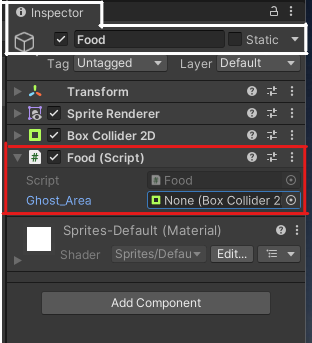 Inspector
Food Static
Tag Untagged Layer Default
Transform
Sprite Renderer
Box Collider 2D
# Food (Script)
Script Food
Ghost_Area None (Box Collider 2
Sprites-Default (Material)
Shader Sprites/Defau Edit...
Add Component